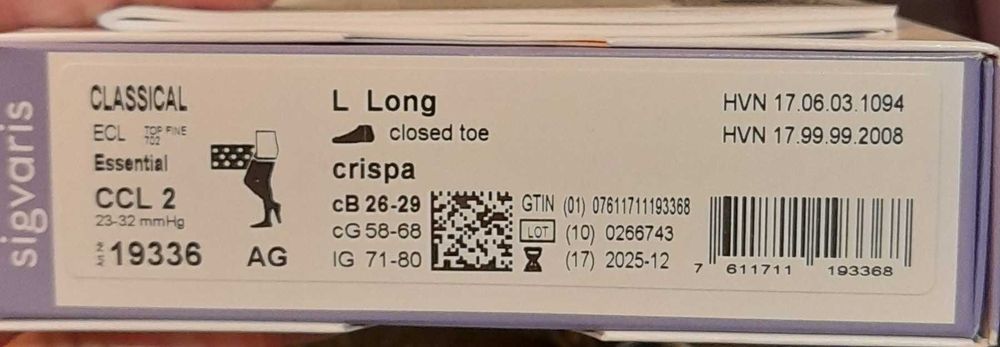 sigvaris
CLASSICAL
ECL TOP FINE
702
Essential
CCL 2
23-32 mmHg
19336
AG
L Long
closed toe
crispa
cB 26-29
cG 58-68
lG 71-80
HVN 17.06.03.1094
HVN 17.99.99.2008
GTIN (01) 07611711193368
LOT (10) 0266743
(17) 2025-12
7 611711 193368